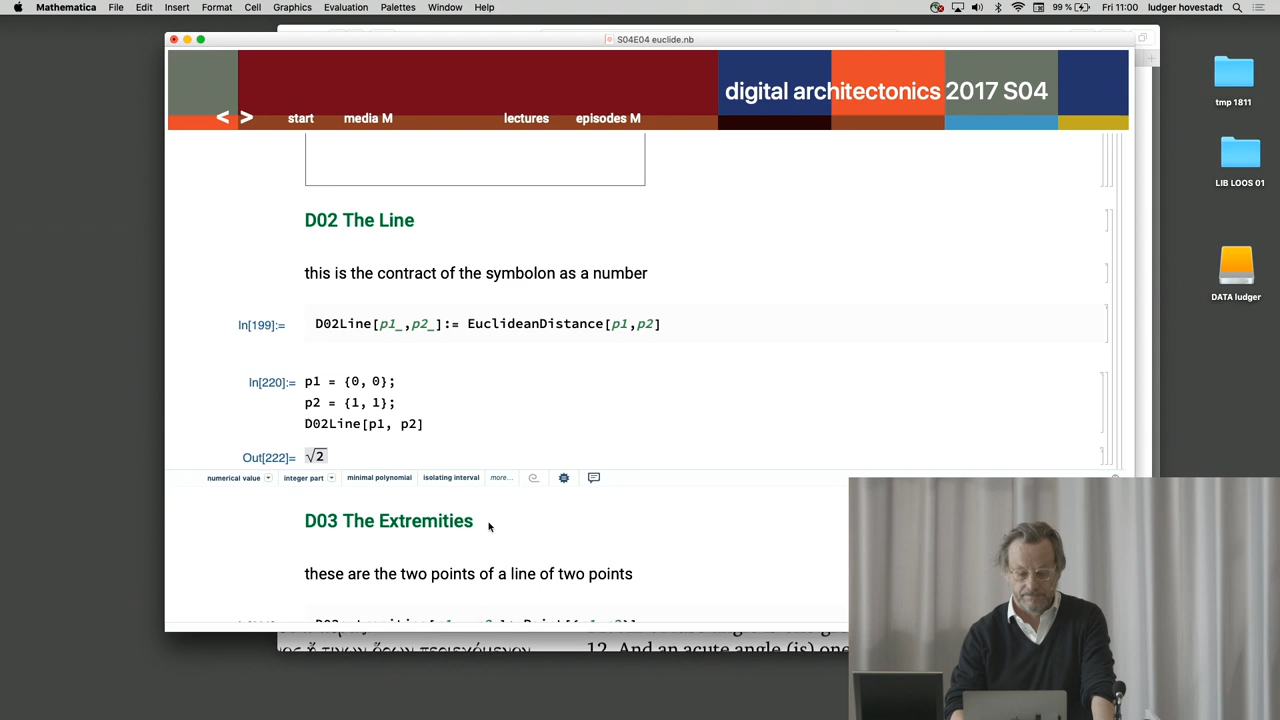 Mathematica File Edit Insert Format Cell Graphics Evaluation Palettes Window Help 99 % Fri 11:00 ludger hovestadt
S04E04 euclide.nb
digital architectonics 2017 S04
< > start media M lectures episodes M
tmp 1811
LIB LOOS 01
DATA ludger
D02 The Line
this is the contract of the symbolon as a number
In[199]:= D02Line[p1_,p2_]:= EuclideanDistance[p1,p2]
In[220]:= p1 = {0, 0};
p2 = {1, 1};
D02Line[p1, p2]
Out[222]= √2
numerical value integer part minimal polynomial isolating interval more...
D03 The Extremities
these are the two points of a line of two points
12. And an acute angle (is) one